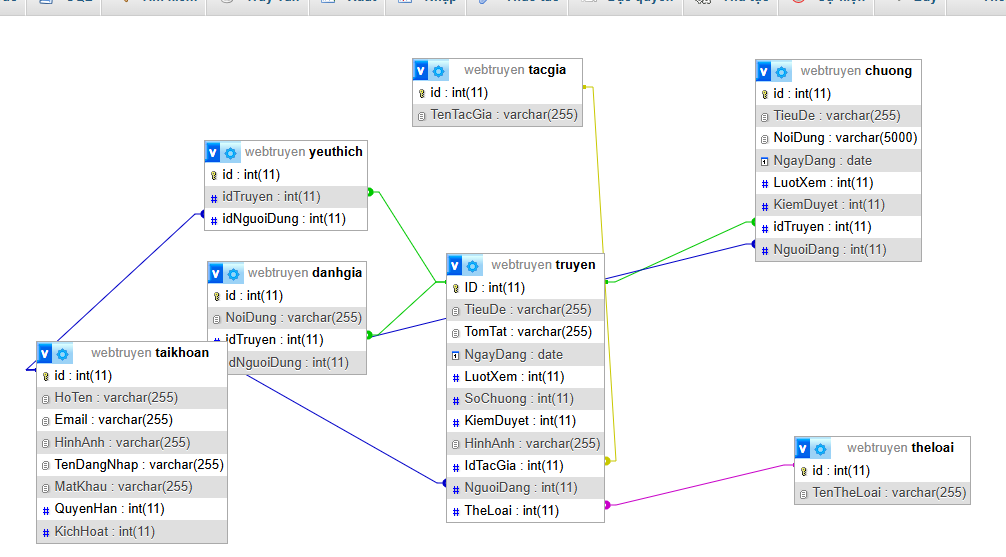 SQL
Xuất
webtruyen tacgia
id : int(11)
TenTacGia : varchar(255)
webtruyen chuong
id : int(11)
TieuDe : varchar(255)
NoiDung : varchar(5000)
NgayDang : date
LuotXem : int(11)
KiemDuyet : int(11)
idTruyen : int(11)
NguoiDang : int(11)
webtruyen yeuthich
id : int(11)
idTruyen : int(11)
idNguoiDung : int(11)
webtruyen danhgia
id : int(11)
NoiDung : varchar(255)
idTruyen : int(11)
idNguoiDung : int(11)
webtruyen truyen
ID : int(11)
TieuDe : varchar(255)
TomTat : varchar(255)
NgayDang : date
LuotXem : int(11)
SoChuong : int(11)
KiemDuyet : int(11)
HinhAnh : varchar(255)
IdTacGia : int(11)
NguoiDang : int(11)
TheLoai : int(11)
webtruyen taikhoan
id : int(11)
HoTen : varchar(255)
Email : varchar(255)
HinhAnh : varchar(255)
TenDangNhap : varchar(255)
MatKhau : varchar(255)
QuyenHan : int(11)
KichHoat : int(11)
webtruyen theloai
id : int(11)
TenTheLoai : varchar(255)